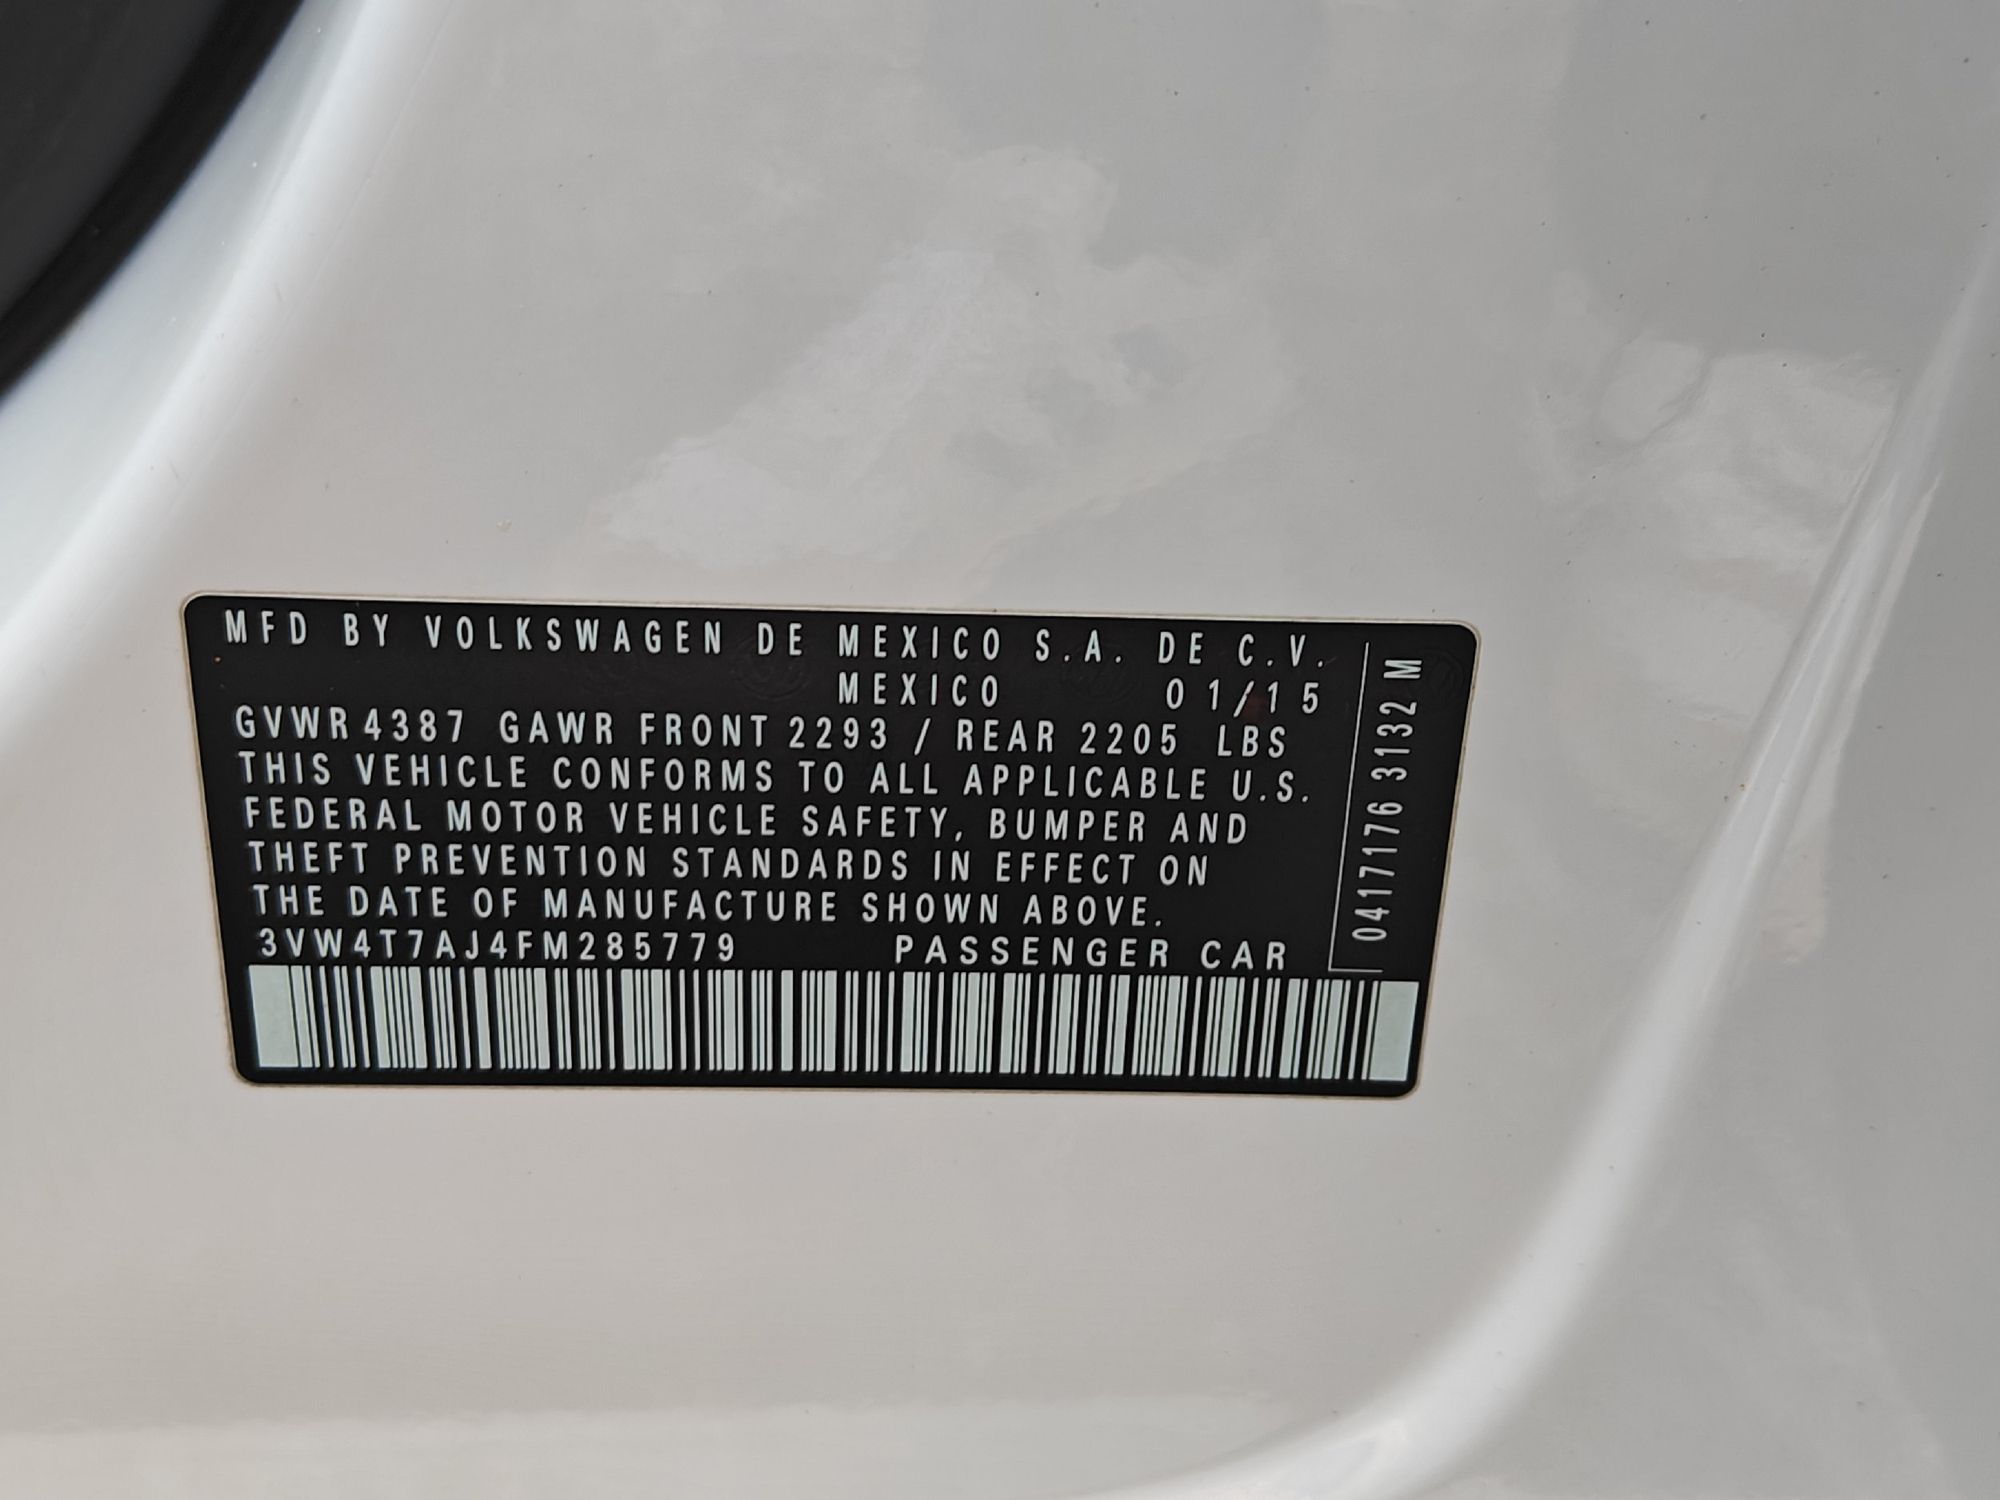 MFD BY VOLKSWAGEN DE MEXICO S.A. DE C.V.
MEXICO 01/15
GVWR 4387 GAWR FRONT 2293 / REAR 2205 LBS
THIS VEHICLE CONFORMS TO ALL APPLICABLE U.S.
FEDERAL MOTOR VEHICLE SAFETY, BUMPER AND
THEFT PREVENTION STANDARDS IN EFFECT ON
THE DATE OF MANUFACTURE SHOWN ABOVE.
3VW4T7AJ4FM285779 PASSENGER CAR
04171176 3132 M